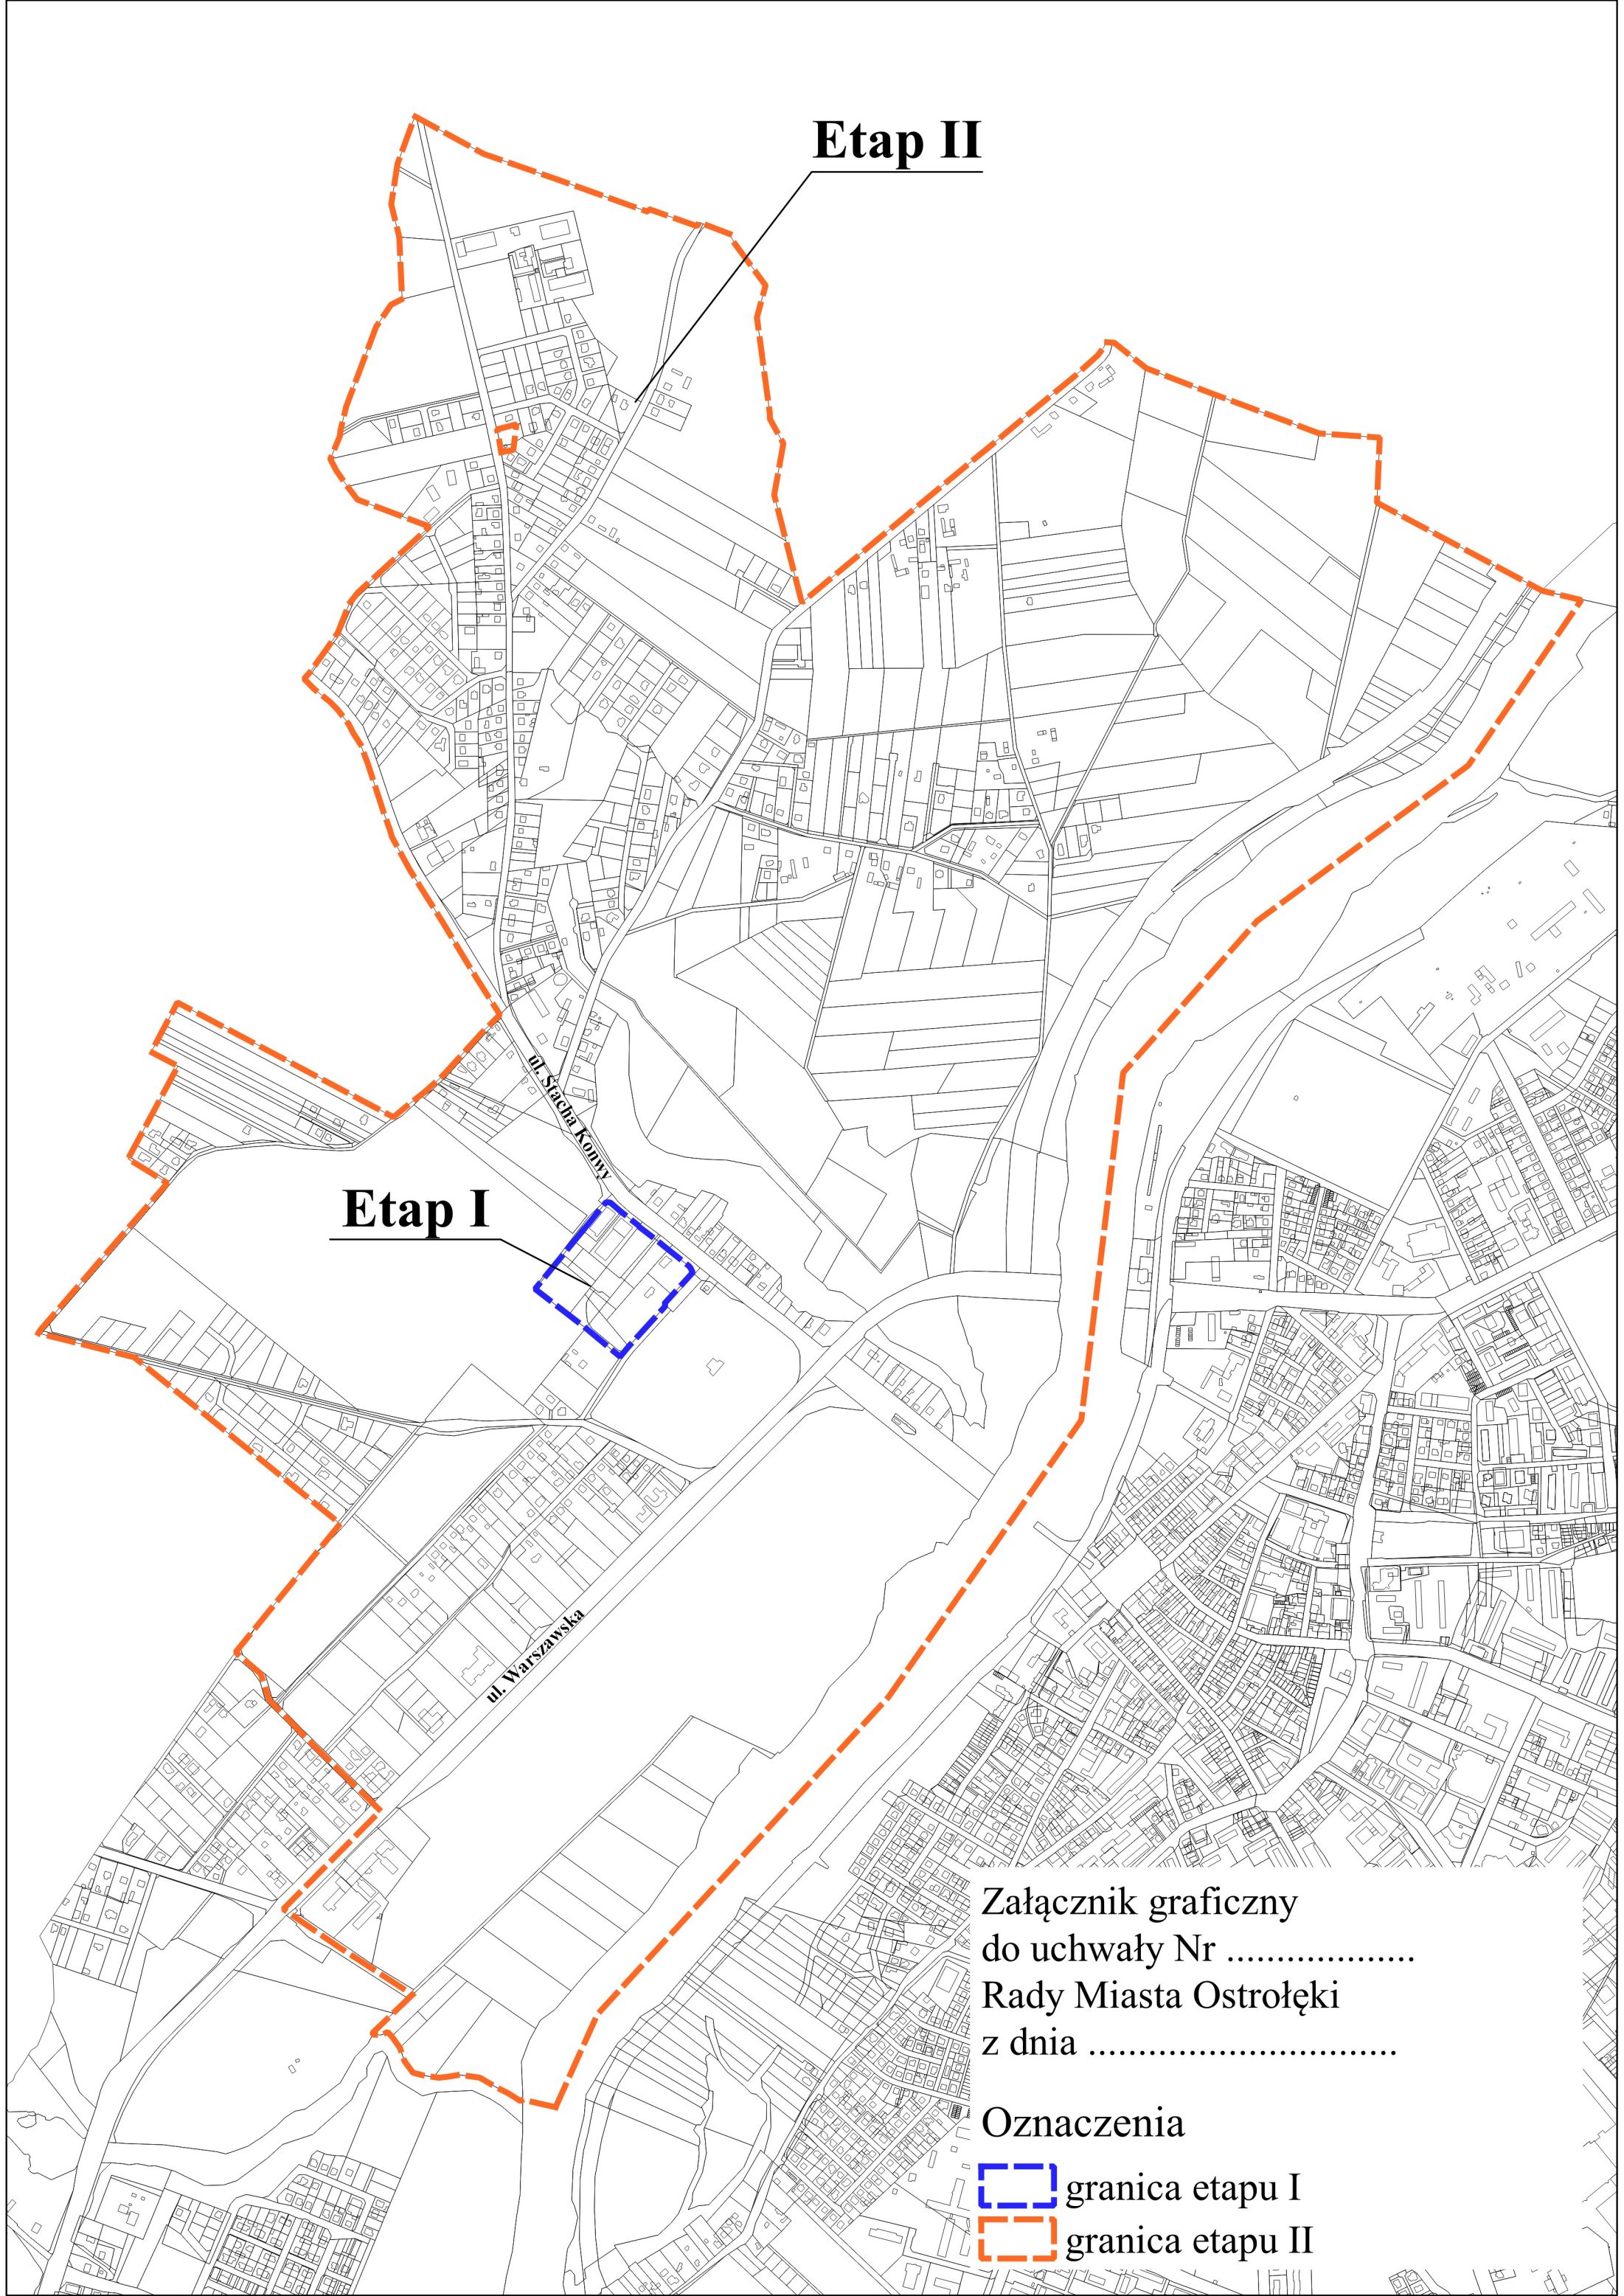 Etap II
ul. Stacha Konwy
Etap I
ul. Warszawska
Załącznik graficzny
do uchwały Nr ...................
Rady Miasta Ostrołęki
z dnia ...............................
Oznaczenia
granica etapu I
granica etapu II